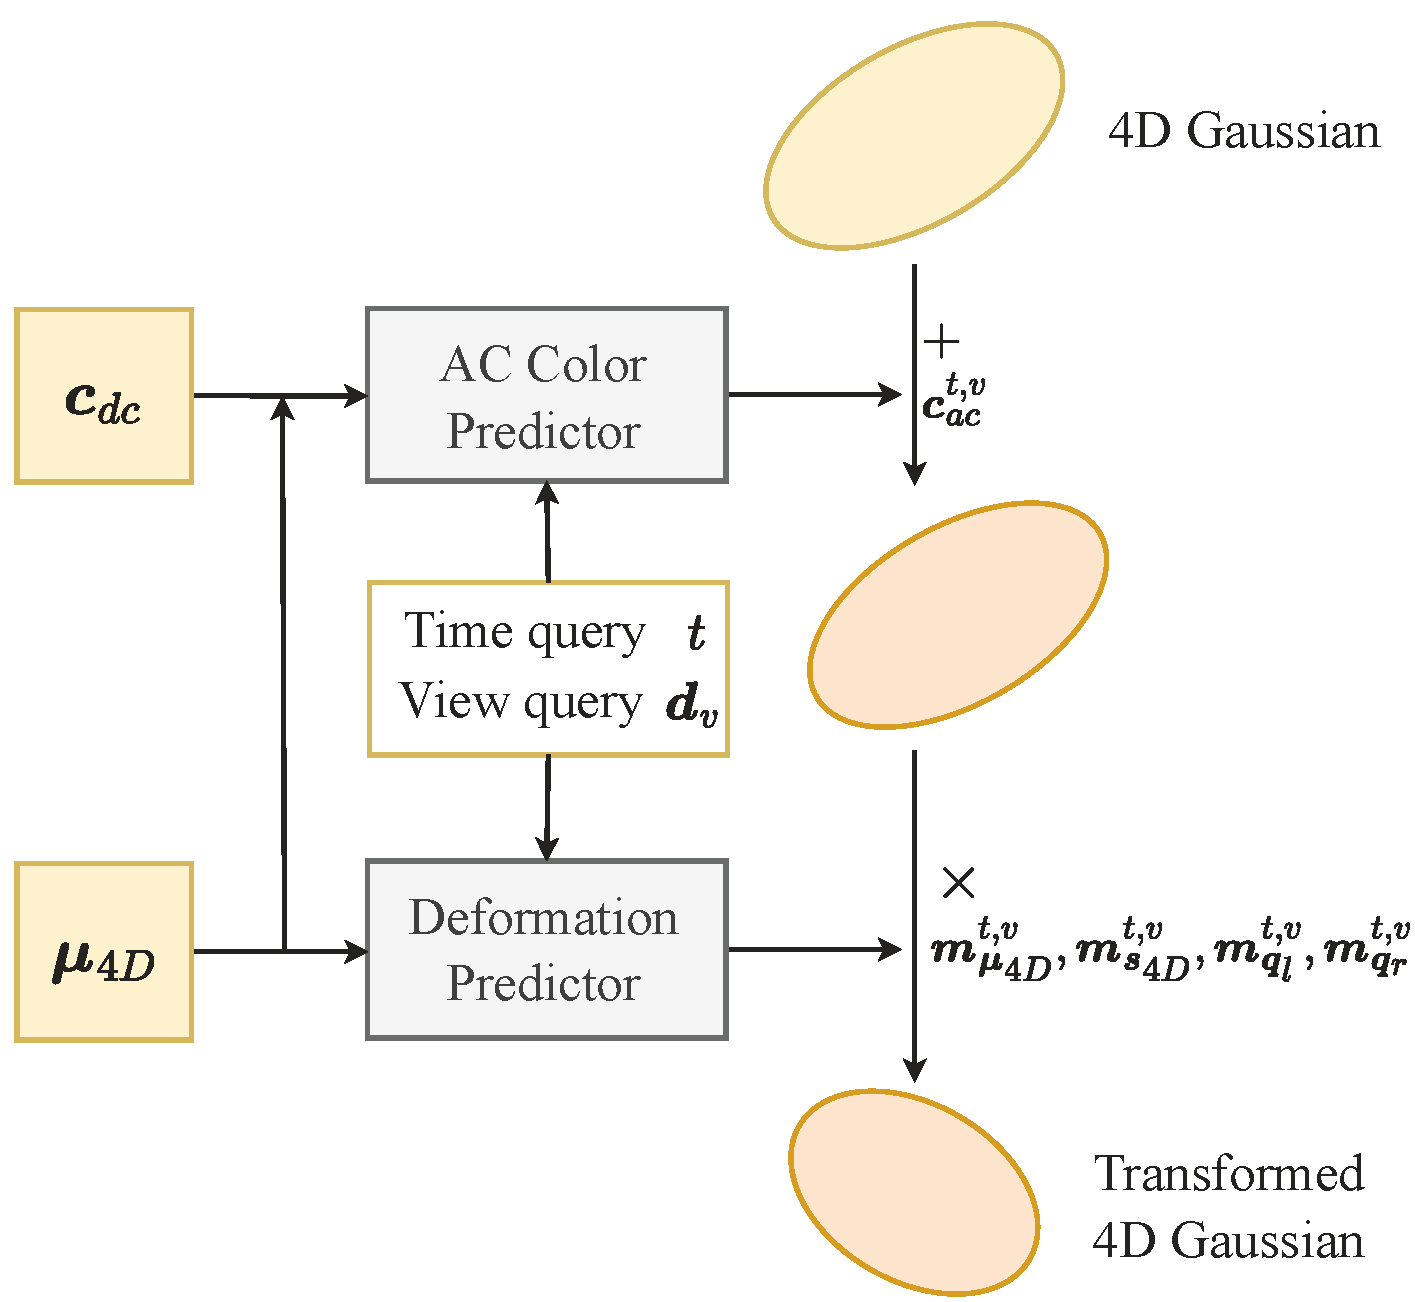 4D Gaussian
$\boldsymbol{c}_{dc}$
AC Color
Predictor
+
$\boldsymbol{c}_{ac}^{t,v}$
Time query $\boldsymbol{t}$
View query $\boldsymbol{d}_v$
$\boldsymbol{\mu}_{4D}$
Deformation
Predictor
×
$\boldsymbol{m}_{\boldsymbol{\mu}_{4D}}^{t,v}, \boldsymbol{m}_{\boldsymbol{s}_{4D}}^{t,v}, \boldsymbol{m}_{\boldsymbol{q}_l}^{t,v}, \boldsymbol{m}_{\boldsymbol{q}_r}^{t,v}$
Transformed
4D Gaussian